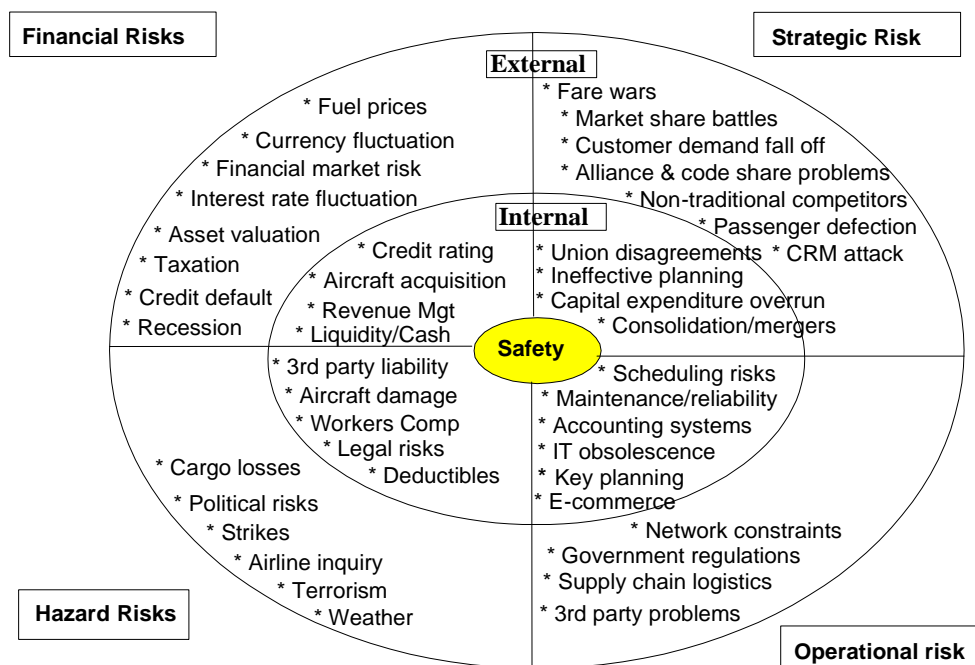 Financial Risks
Strategic Risk
External
* Fuel prices
* Currency fluctuation
* Financial market risk
* Interest rate fluctuation
* Asset valuation
* Taxation
* Credit default
* Recession
* Fare wars
* Market share battles
* Customer demand fall off
* Alliance & code share problems
* Non-traditional competitors
* Passenger defection
* CRM attack
Internal
* Credit rating
* Aircraft acquisition
* Revenue Mgt
* Liquidity/Cash
* Union disagreements
* Ineffective planning
* Capital expenditure overrun
* Consolidation/mergers
Safety
* 3rd party liability
* Aircraft damage
* Workers Comp
* Legal risks
* Deductibles
* Scheduling risks
* Maintenance/reliability
* Accounting systems
* IT obsolescence
* Key planning
* E-commerce
* Cargo losses
* Political risks
* Strikes
* Airline inquiry
* Terrorism
* Weather
* Network constraints
* Government regulations
* Supply chain logistics
* 3rd party problems
Hazard Risks
Operational risk